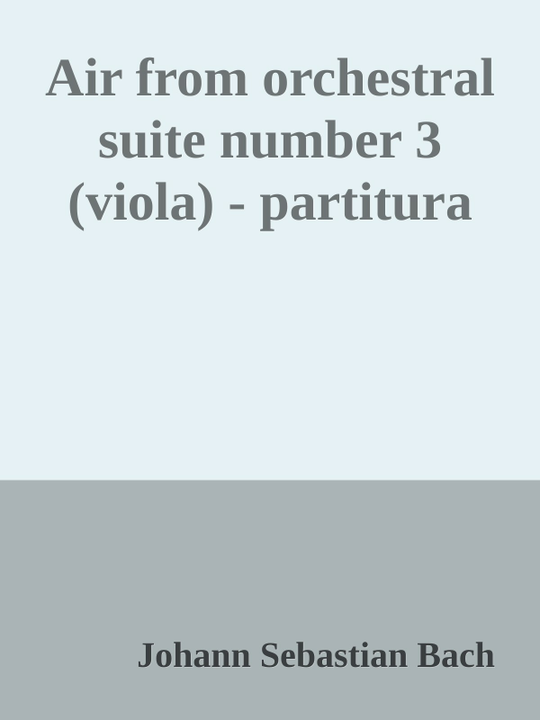 Air from orchestral
suite number 3
(viola) - partitura
Johann Sebastian Bach